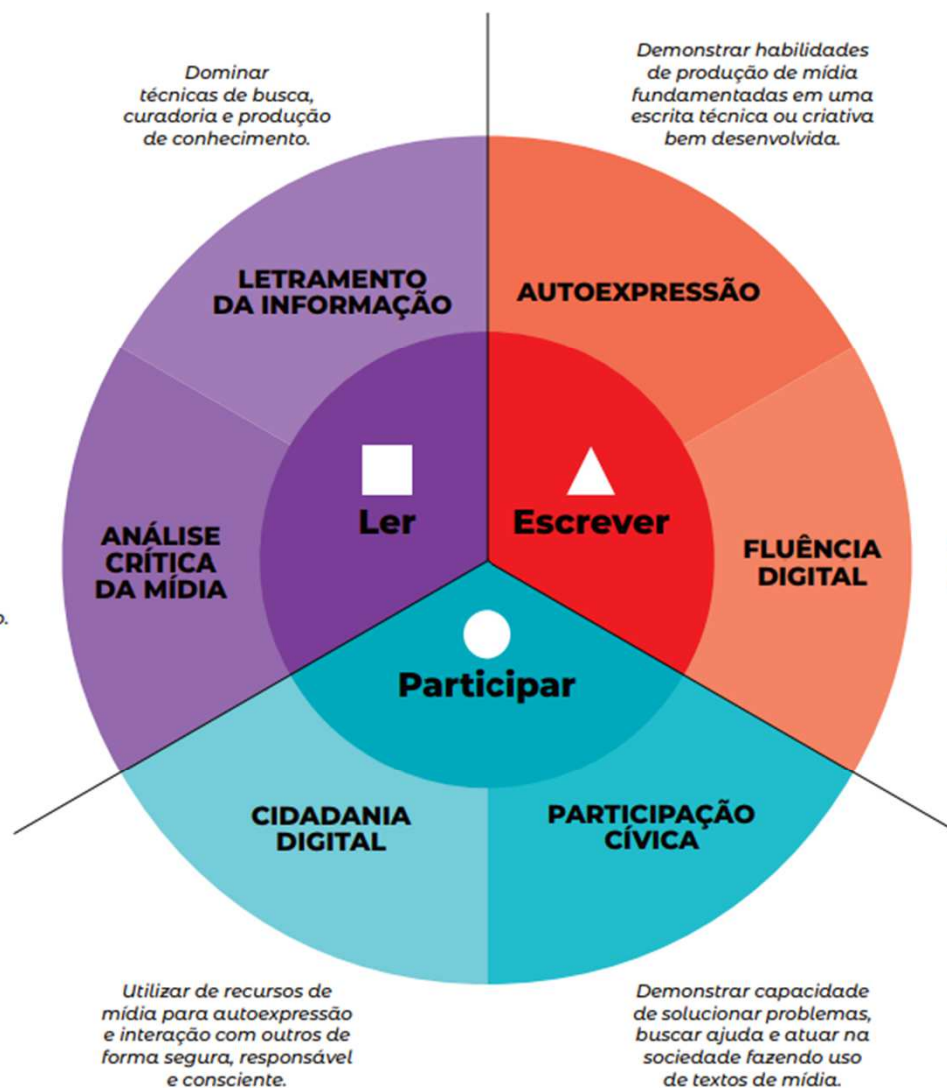 Dominar
técnicas de busca,
curadoria e produção
de conhecimento.
Demonstrar habilidades
de produção de mídia
fundamentadas em uma
escrita técnica ou criativa
bem desenvolvida.
LETRAMENTO
DA INFORMAÇÃO
AUTOEXPRESSÃO
Ler
Escrever
ANÁLISE
CRÍTICA
DA MÍDIA
FLUÊNCIA
DIGITAL
Participar
CIDADANIA
DIGITAL
PARTICIPAÇÃO
CÍVICA
Utilizar de recursos de
mídia para autoexpressão
e interação com outros de
forma segura, responsável
e consciente.
Demonstrar capacidade
de solucionar problemas,
buscar ajuda e atuar na
sociedade fazendo uso
de textos de mídia.